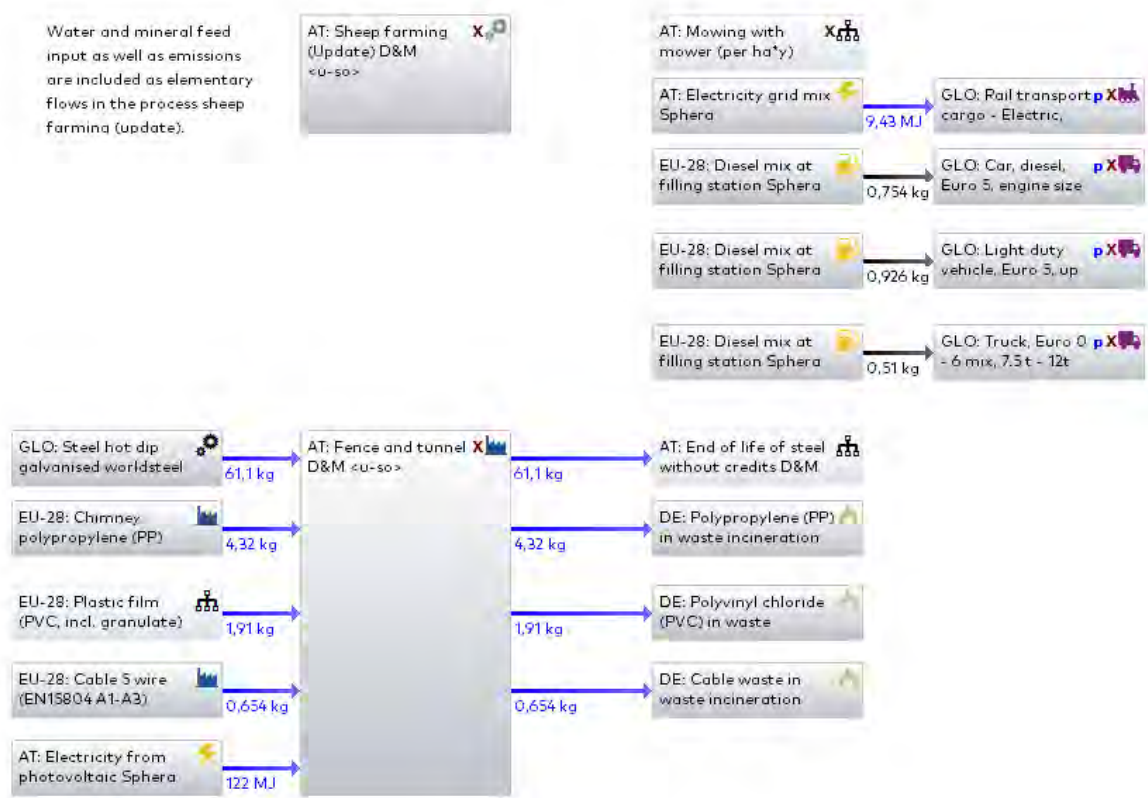 Water and mineral feed
input as well as emissions
are included as elementary
flows in the process sheep
farming (update).
AT: Sheep farming X
(Update) D&M
<u-so>
AT: Mowing with X
mower (per ha*y)
AT: Electricity grid mix
Sphera
9,43 MJ
GLO: Rail transport p X
cargo - Electric,
EU-28: Diesel mix at
filling station Sphera
0,754 kg
GLO: Car, diesel, p X
Euro 5, engine size
EU-28: Diesel mix at
filling station Sphera
0,926 kg
GLO: Light duty p X
vehicle, Euro 5, up
EU-28: Diesel mix at
filling station Sphera
0,51 kg
GLO: Truck, Euro 0 p X
- 6 mix, 7.5t - 12t
GLO: Steel hot dip
galvanised worldsteel
61,1 kg
AT: Fence and tunnel X
D&M <u-so>
61,1 kg
AT: End of life of steel
without credits D&M
EU-28: Chimney
polypropylene (PP)
4,32 kg
4,32 kg
DE: Polypropylene (PP)
in waste incineration
EU-28: Plastic film
(PVC, incl. granulate)
1,91 kg
1,91 kg
DE: Polyvinyl chloride
(PVC) in waste
EU-28: Cable 5 wire
(EN15804 A1-A3)
0,654 kg
0,654 kg
DE: Cable waste in
waste incineration
AT: Electricity from
photovoltaic Sphera
122 MJ